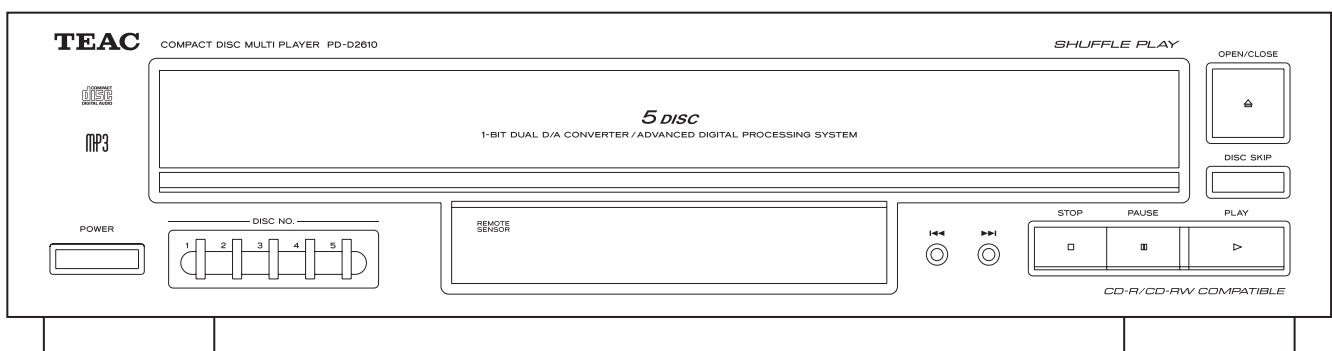 TEAC COMPACT DISC MULTI PLAYER PD-D2610
SHUFFLE PLAY
OPEN/CLOSE
COMPACT
disc
DIGITAL AUDIO
MP3
5 DISC
1-BIT DUAL D/A CONVERTER / ADVANCED DIGITAL PROCESSING SYSTEM
DISC SKIP
POWER
DISC NO.
1 2 3 4 5
REMOTE
SENSOR
STOP PAUSE PLAY
CD-R/CD-RW COMPATIBLE